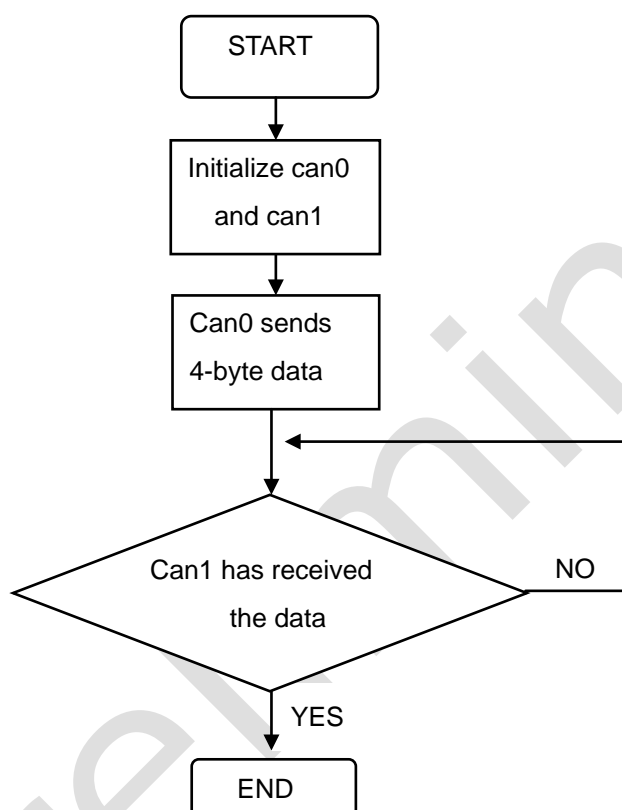 START
Initialize can0
and can1
Can0 sends
4-byte data
Can1 has received
the data
NO
YES
END